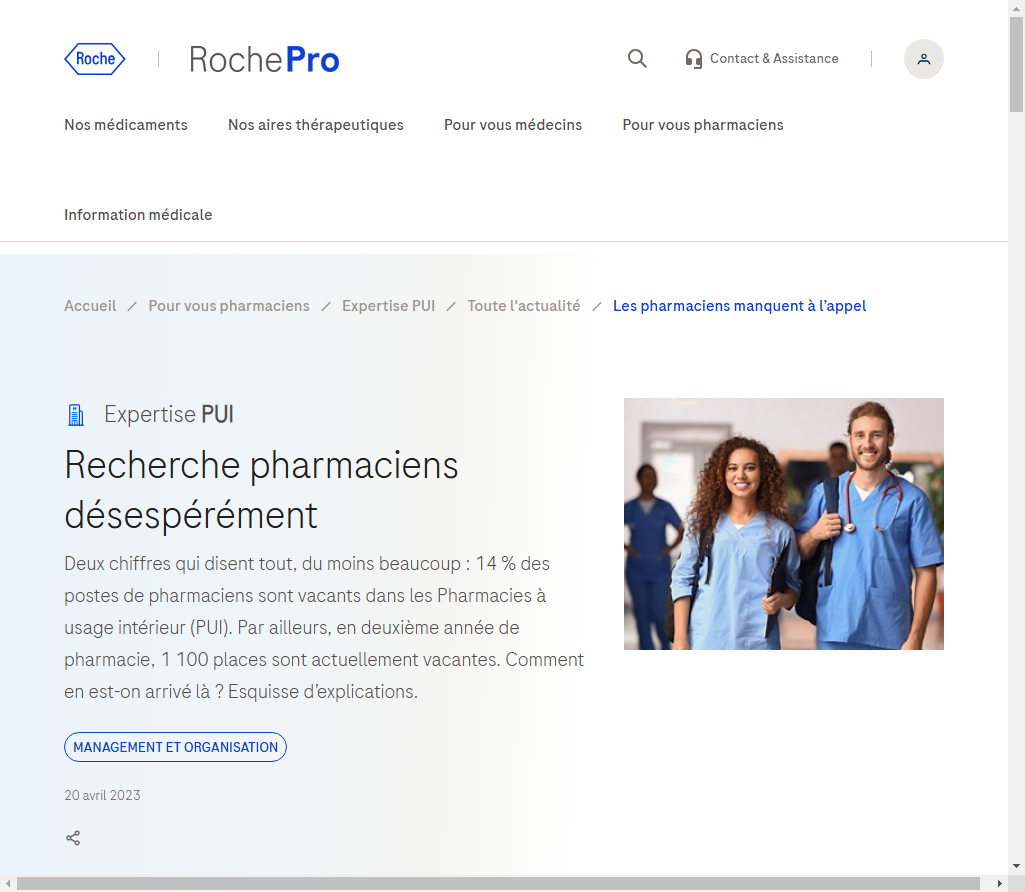 Roche
RochePro
Contact & Assistance
Nos médicaments
Nos aires thérapeutiques
Pour vous médecins
Pour vous pharmaciens
Information médicale
Accueil / Pour vous pharmaciens / Expertise PUI / Toute l'actualité / Les pharmaciens manquent à l’appel
Expertise PUI
Recherche pharmaciens
désespérément
Deux chiffres qui disent tout, du moins beaucoup : 14 % des
postes de pharmaciens sont vacants dans les Pharmacies à
usage intérieur (PUI). Par ailleurs, en deuxième année de
pharmacie, 1 100 places sont actuellement vacantes. Comment
en est-on arrivé là ? Esquisse d’explications.
MANAGEMENT ET ORGANISATION
20 avril 2023